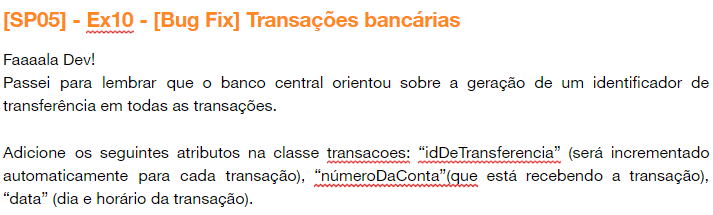 [SP05] - Ex10 - [Bug Fix] Transações bancárias
Faaaala Dev!
Passei para lembrar que o banco central orientou sobre a geração de um identificador de
transferência em todas as transações.
Adicione os seguintes atributos na classe transacoes: “idDeTransferencia” (será incrementado
automaticamente para cada transação), “númeroDaConta”(que está recebendo a transação),
“data” (dia e horário da transação).